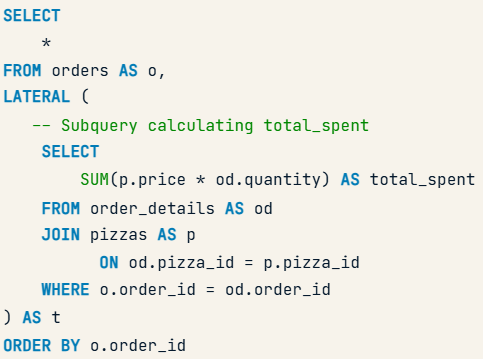 SELECT
    *
FROM orders AS o,
LATERAL (
   -- Subquery calculating total_spent
    SELECT
        SUM(p.price * od.quantity) AS total_spent
    FROM order_details AS od
    JOIN pizzas AS p
          ON od.pizza_id = p.pizza_id
    WHERE o.order_id = od.order_id
) AS t
ORDER BY o.order_id